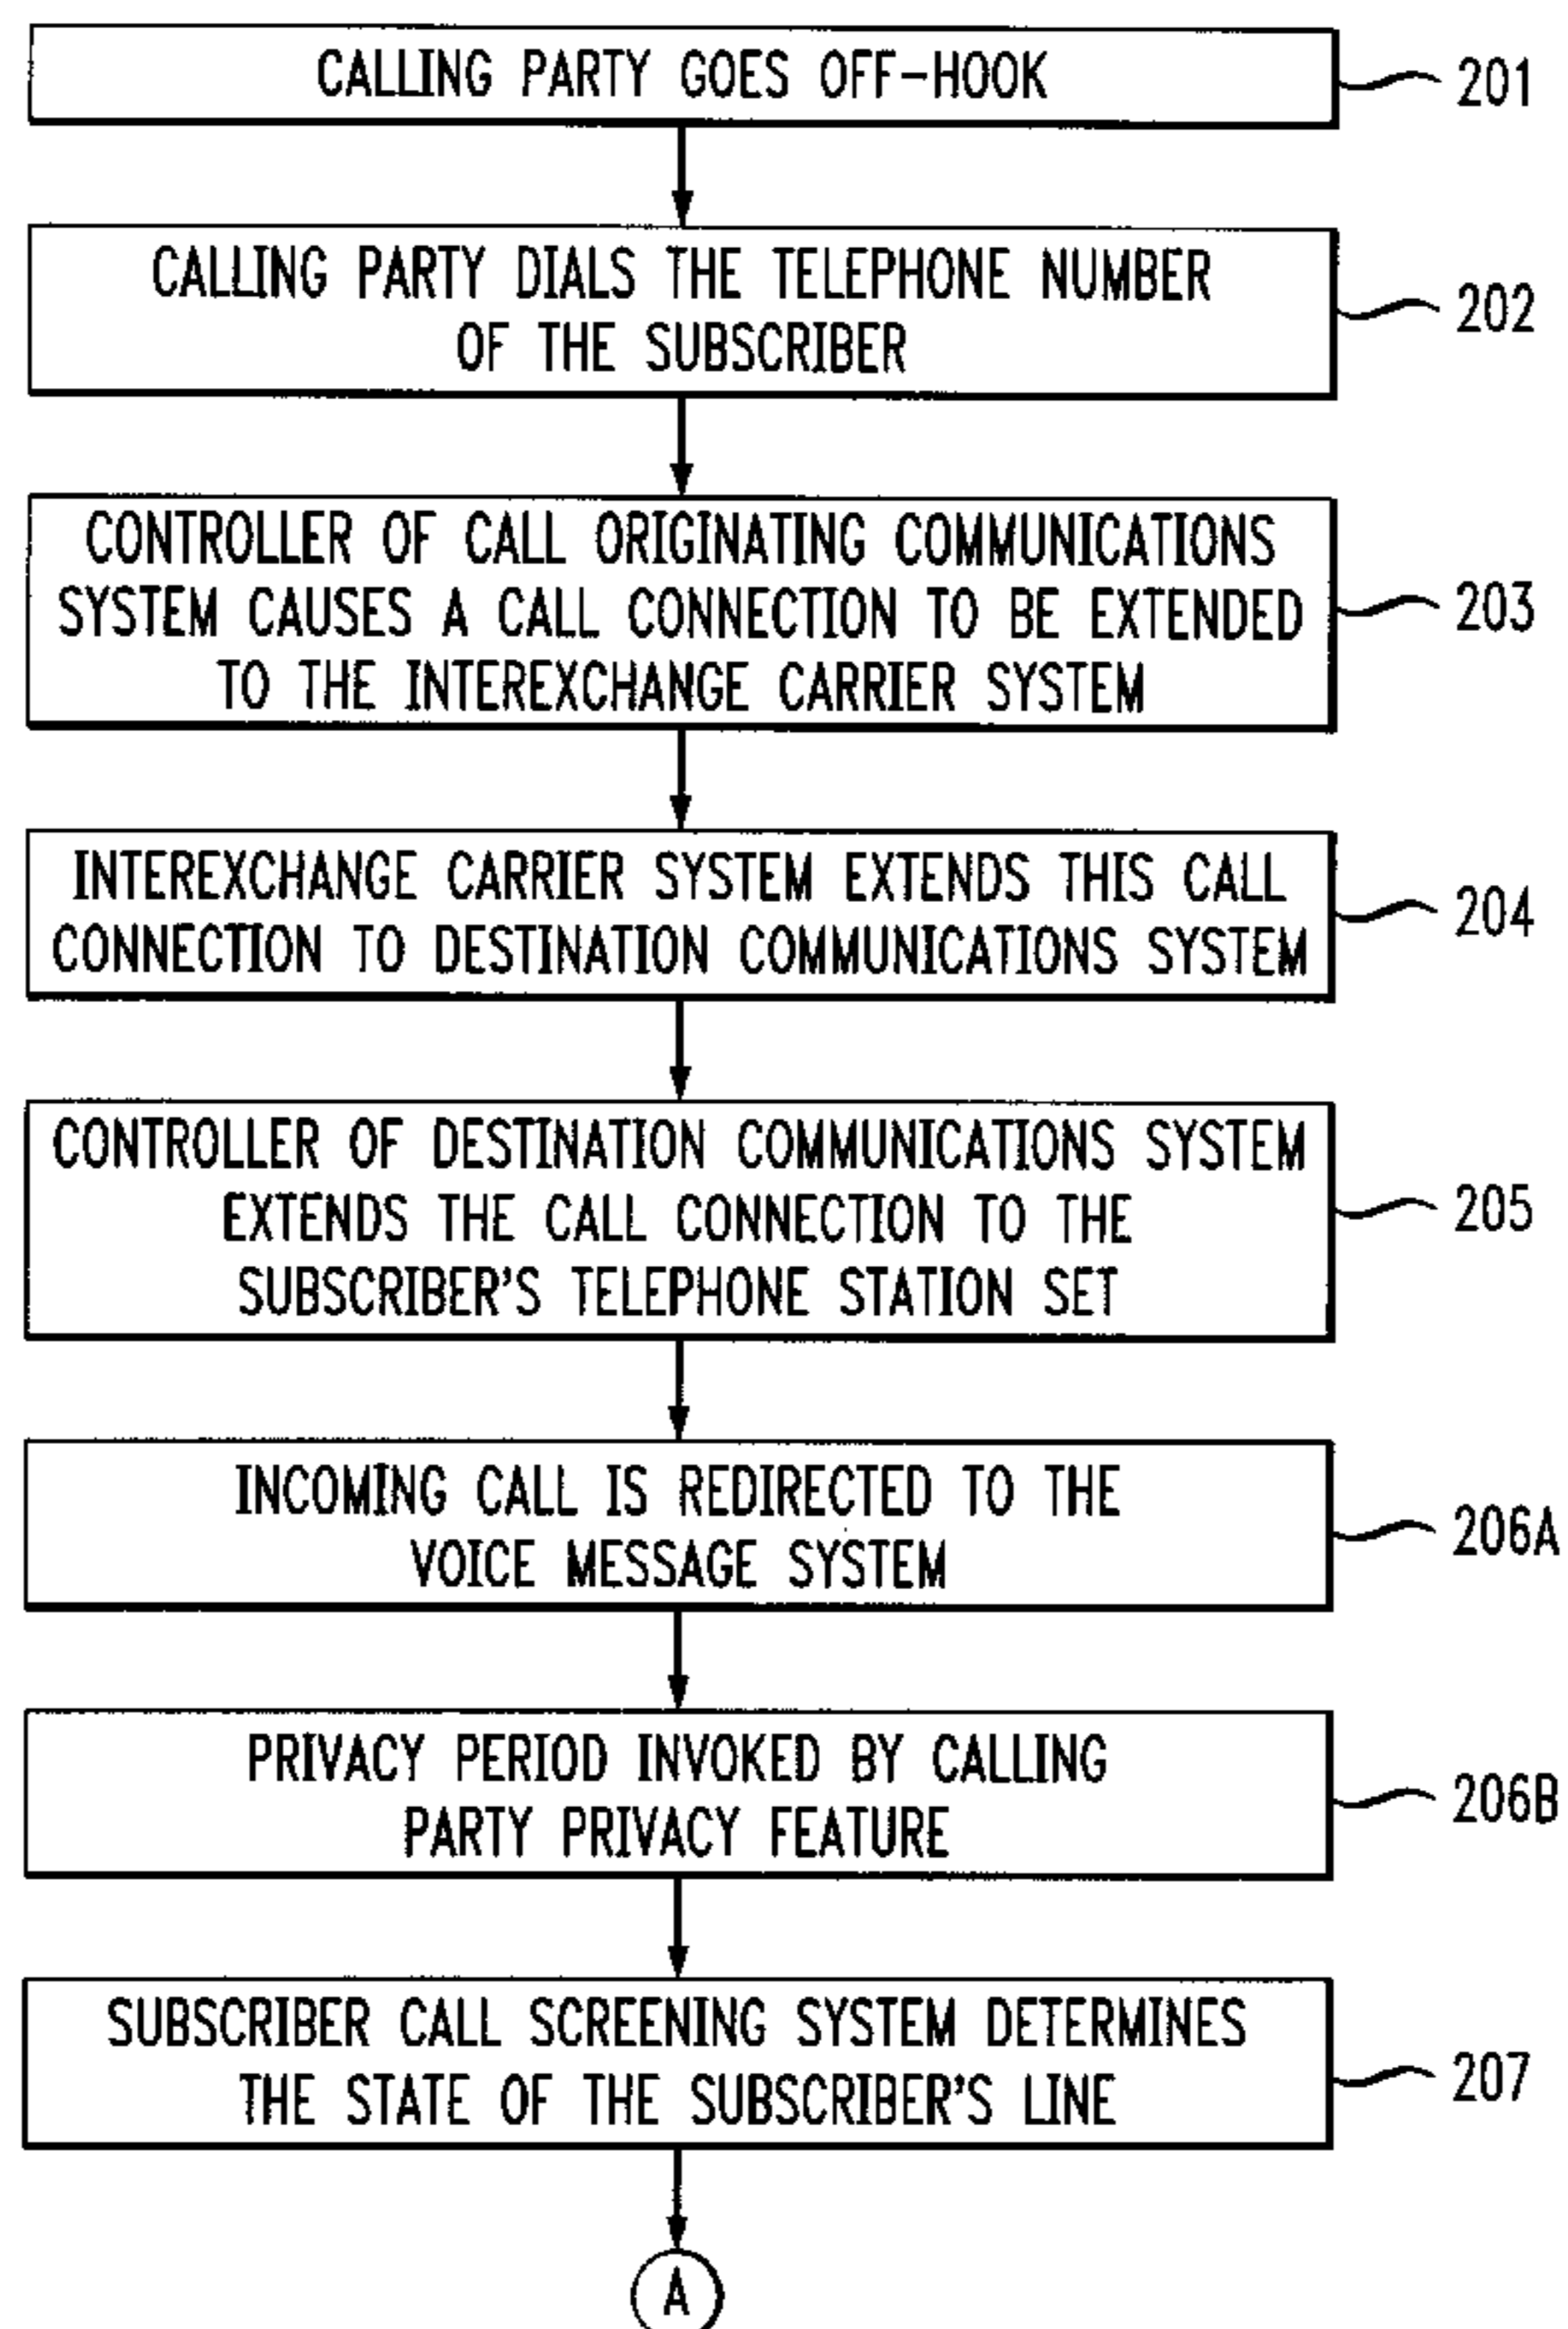 CALLING PARTY GOES OFF-HOOK
201
CALLING PARTY DIALS THE TELEPHONE NUMBER
OF THE SUBSCRIBER
202
CONTROLLER OF CALL ORIGINATING COMMUNICATIONS
SYSTEM CAUSES A CALL CONNECTION TO BE EXTENDED
TO THE INTEREXCHANGE CARRIER SYSTEM
203
INTEREXCHANGE CARRIER SYSTEM EXTENDS THIS CALL
CONNECTION TO DESTINATION COMMUNICATIONS SYSTEM
204
CONTROLLER OF DESTINATION COMMUNICATIONS SYSTEM
EXTENDS THE CALL CONNECTION TO THE
SUBSCRIBER'S TELEPHONE STATION SET
205
INCOMING CALL IS REDIRECTED TO THE
VOICE MESSAGE SYSTEM
206A
PRIVACY PERIOD INVOKED BY CALLING
PARTY PRIVACY FEATURE
206B
SUBSCRIBER CALL SCREENING SYSTEM DETERMINES
THE STATE OF THE SUBSCRIBER'S LINE
207
A